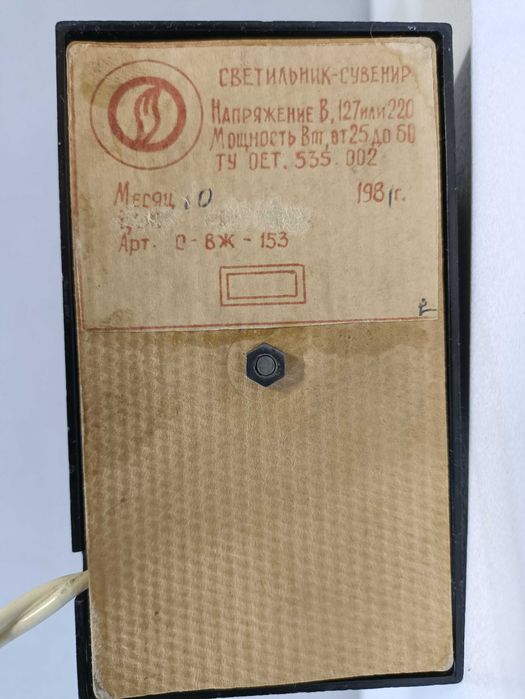 СВЕТИЛЬНИК-СУВЕНИР
НАПРЯЖЕНИЕ В, 127 или 220
Мощность Вт, от 25 до 60
ТУ ОЕТ. 535. 002
Месяц 10 1981г.
Арт. С-ВЖ-153